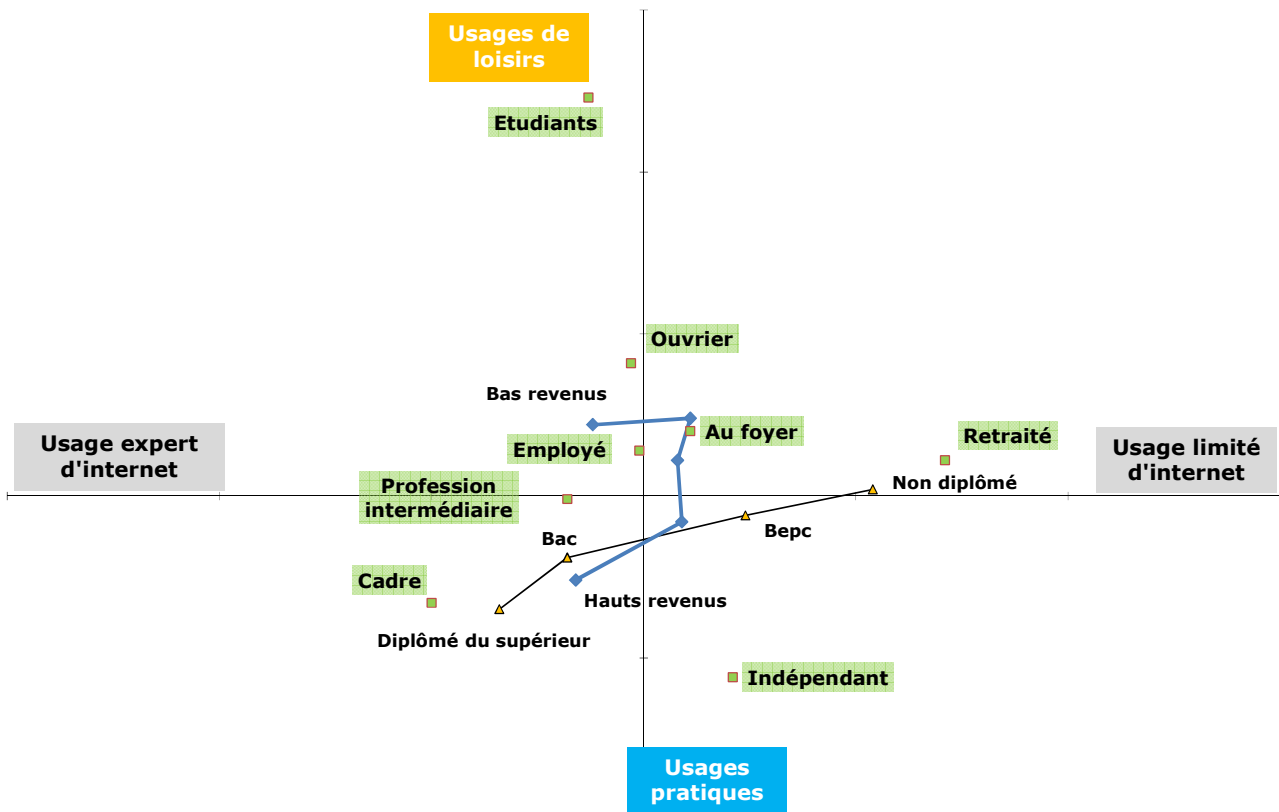 Usages de
loisirs
Etudiants
Ouvrier
Bas revenus
Au foyer
Employé
Retraité
Usage expert
d'internet
Usage limité
d'internet
Non diplômé
Profession
intermédiaire
Bepc
Bac
Cadre
Hauts revenus
Diplômé du supérieur
Indépendant
Usages
pratiques